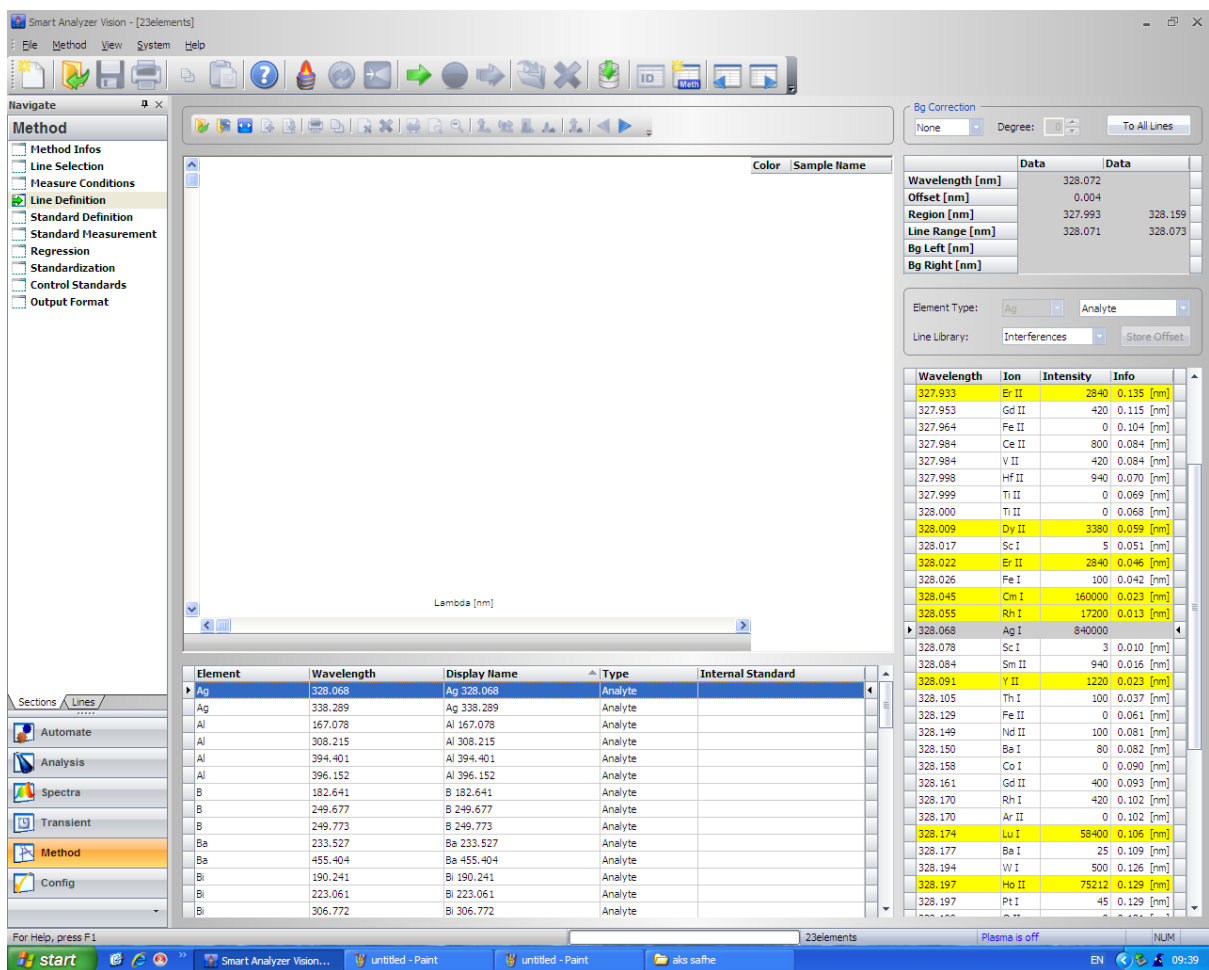 Smart Analyzer Vision - [23elements]
File Method View System Help
ID Meth
Navigate
Method
Method Infos
Line Selection
Measure Conditions
Line Definition
Standard Definition
Standard Measurement
Regression
Standardization
Control Standards
Output Format
Sections Lines
Automate
Analysis
Spectra
Transient
Method
Config
Color Sample Name
Lambda [nm]
Element Wavelength Display Name Type Internal Standard
Ag 328.068 Ag 328.068 Analyte
Ag 338.289 Ag 338.289 Analyte
Al 167.078 Al 167.078 Analyte
Al 308.215 Al 308.215 Analyte
Al 394.401 Al 394.401 Analyte
Al 396.152 Al 396.152 Analyte
B 182.641 B 182.641 Analyte
B 249.677 B 249.677 Analyte
B 249.773 B 249.773 Analyte
Ba 233.527 Ba 233.527 Analyte
Ba 455.404 Ba 455.404 Analyte
Bi 190.241 Bi 190.241 Analyte
Bi 223.061 Bi 223.061 Analyte
Bi 306.772 Bi 306.772 Analyte
Bg Correction
None Degree: 0 To All Lines
Data Data
Wavelength [nm] 328.072
Offset [nm] 0.004
Region [nm] 327.993 328.159
Line Range [nm] 328.071 328.073
Bg Left [nm]
Bg Right [nm]
Element Type: Ag Analyte
Line Library: Interferences Store Offset
Wavelength Ion Intensity Info
327.933 Er II 2840 0.135 [nm]
327.953 Gd II 420 0.115 [nm]
327.964 Fe II 0 0.104 [nm]
327.984 Ce II 800 0.084 [nm]
327.984 V II 420 0.084 [nm]
327.998 Hf II 940 0.070 [nm]
327.999 Ti II 0 0.069 [nm]
328.000 Ti II 0 0.068 [nm]
328.009 Dy II 3380 0.059 [nm]
328.017 Sc I 5 0.051 [nm]
328.022 Er II 2840 0.046 [nm]
328.026 Fe I 100 0.042 [nm]
328.045 Cm I 160000 0.023 [nm]
328.055 Rh I 17200 0.013 [nm]
328.068 Ag I 840000
328.078 Sc I 3 0.010 [nm]
328.084 Sm II 940 0.016 [nm]
328.091 Y II 1220 0.023 [nm]
328.105 Th I 100 0.037 [nm]
328.129 Fe II 0 0.061 [nm]
328.149 Nd II 100 0.081 [nm]
328.150 Ba I 80 0.082 [nm]
328.158 Co I 0 0.090 [nm]
328.161 Gd II 400 0.093 [nm]
328.170 Rh I 420 0.102 [nm]
328.170 Ar II 0 0.102 [nm]
328.174 Lu I 58400 0.106 [nm]
328.177 Ba I 25 0.109 [nm]
328.194 W I 500 0.126 [nm]
328.197 Ho II 75212 0.129 [nm]
328.197 Pt I 45 0.129 [nm]
For Help, press F1 23elements Plasma is off NUM
start Smart Analyzer Vision... untitled - Paint untitled - Paint aks safhe EN 09:39